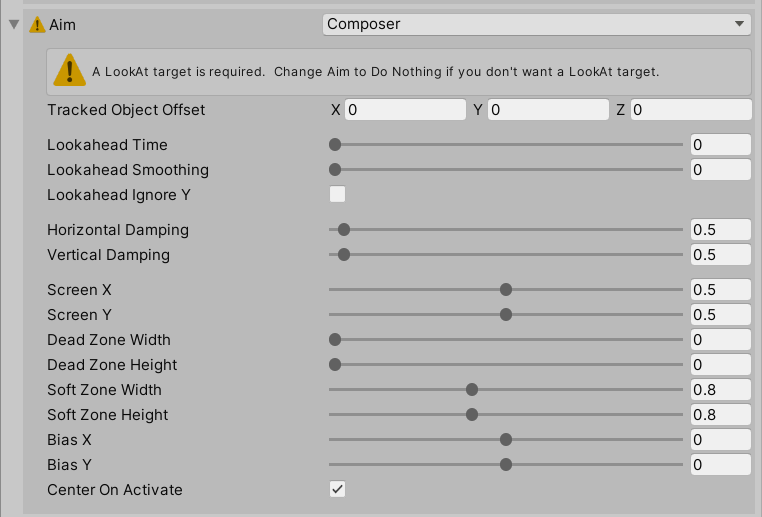 Aim Composer
A LookAt target is required. Change Aim to Do Nothing if you don't want a LookAt target.
Tracked Object Offset X 0 Y 0 Z 0
Lookahead Time 0
Lookahead Smoothing 0
Lookahead Ignore Y
Horizontal Damping 0.5
Vertical Damping 0.5
Screen X 0.5
Screen Y 0.5
Dead Zone Width 0
Dead Zone Height 0
Soft Zone Width 0.8
Soft Zone Height 0.8
Bias X 0
Bias Y 0
Center On Activate